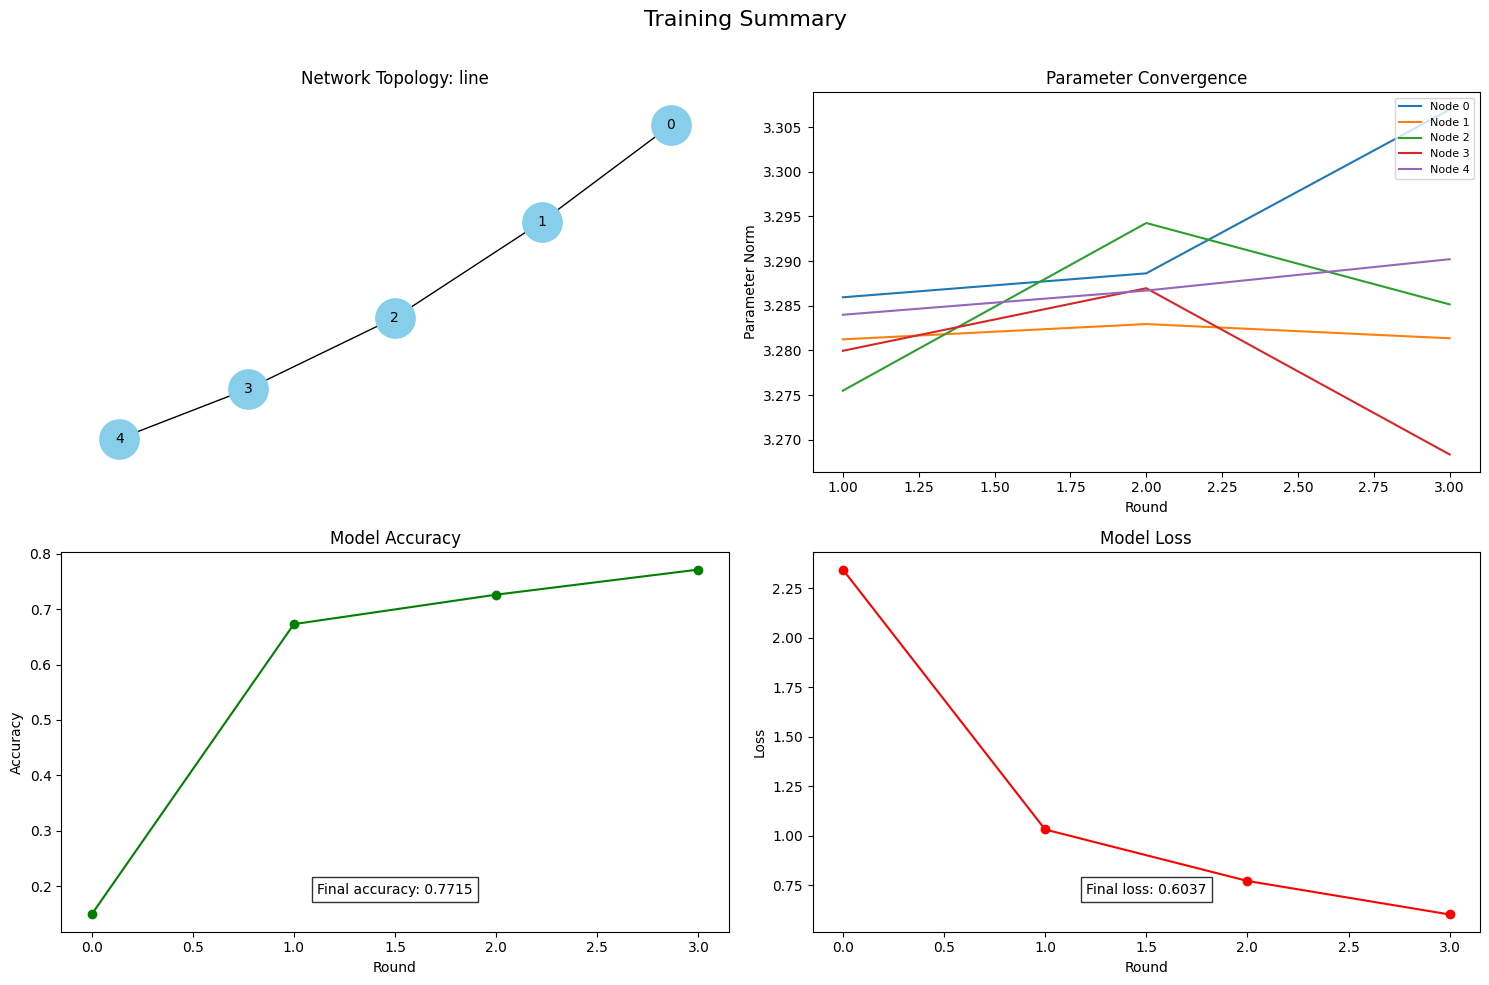 Training Summary
Network Topology: line
0
1
2
3
4
Parameter Convergence
Parameter Norm
3.305
3.300
3.295
3.290
3.285
3.280
3.275
3.270
Node 0
Node 1
Node 2
Node 3
Node 4
1.00 1.25 1.50 1.75 2.00 2.25 2.50 2.75 3.00
Round
Model Accuracy
Accuracy
0.8
0.7
0.6
0.5
0.4
0.3
0.2
Final accuracy: 0.7715
0.0 0.5 1.0 1.5 2.0 2.5 3.0
Round
Model Loss
Loss
2.25
2.00
1.75
1.50
1.25
1.00
0.75
Final loss: 0.6037
0.0 0.5 1.0 1.5 2.0 2.5 3.0
Round